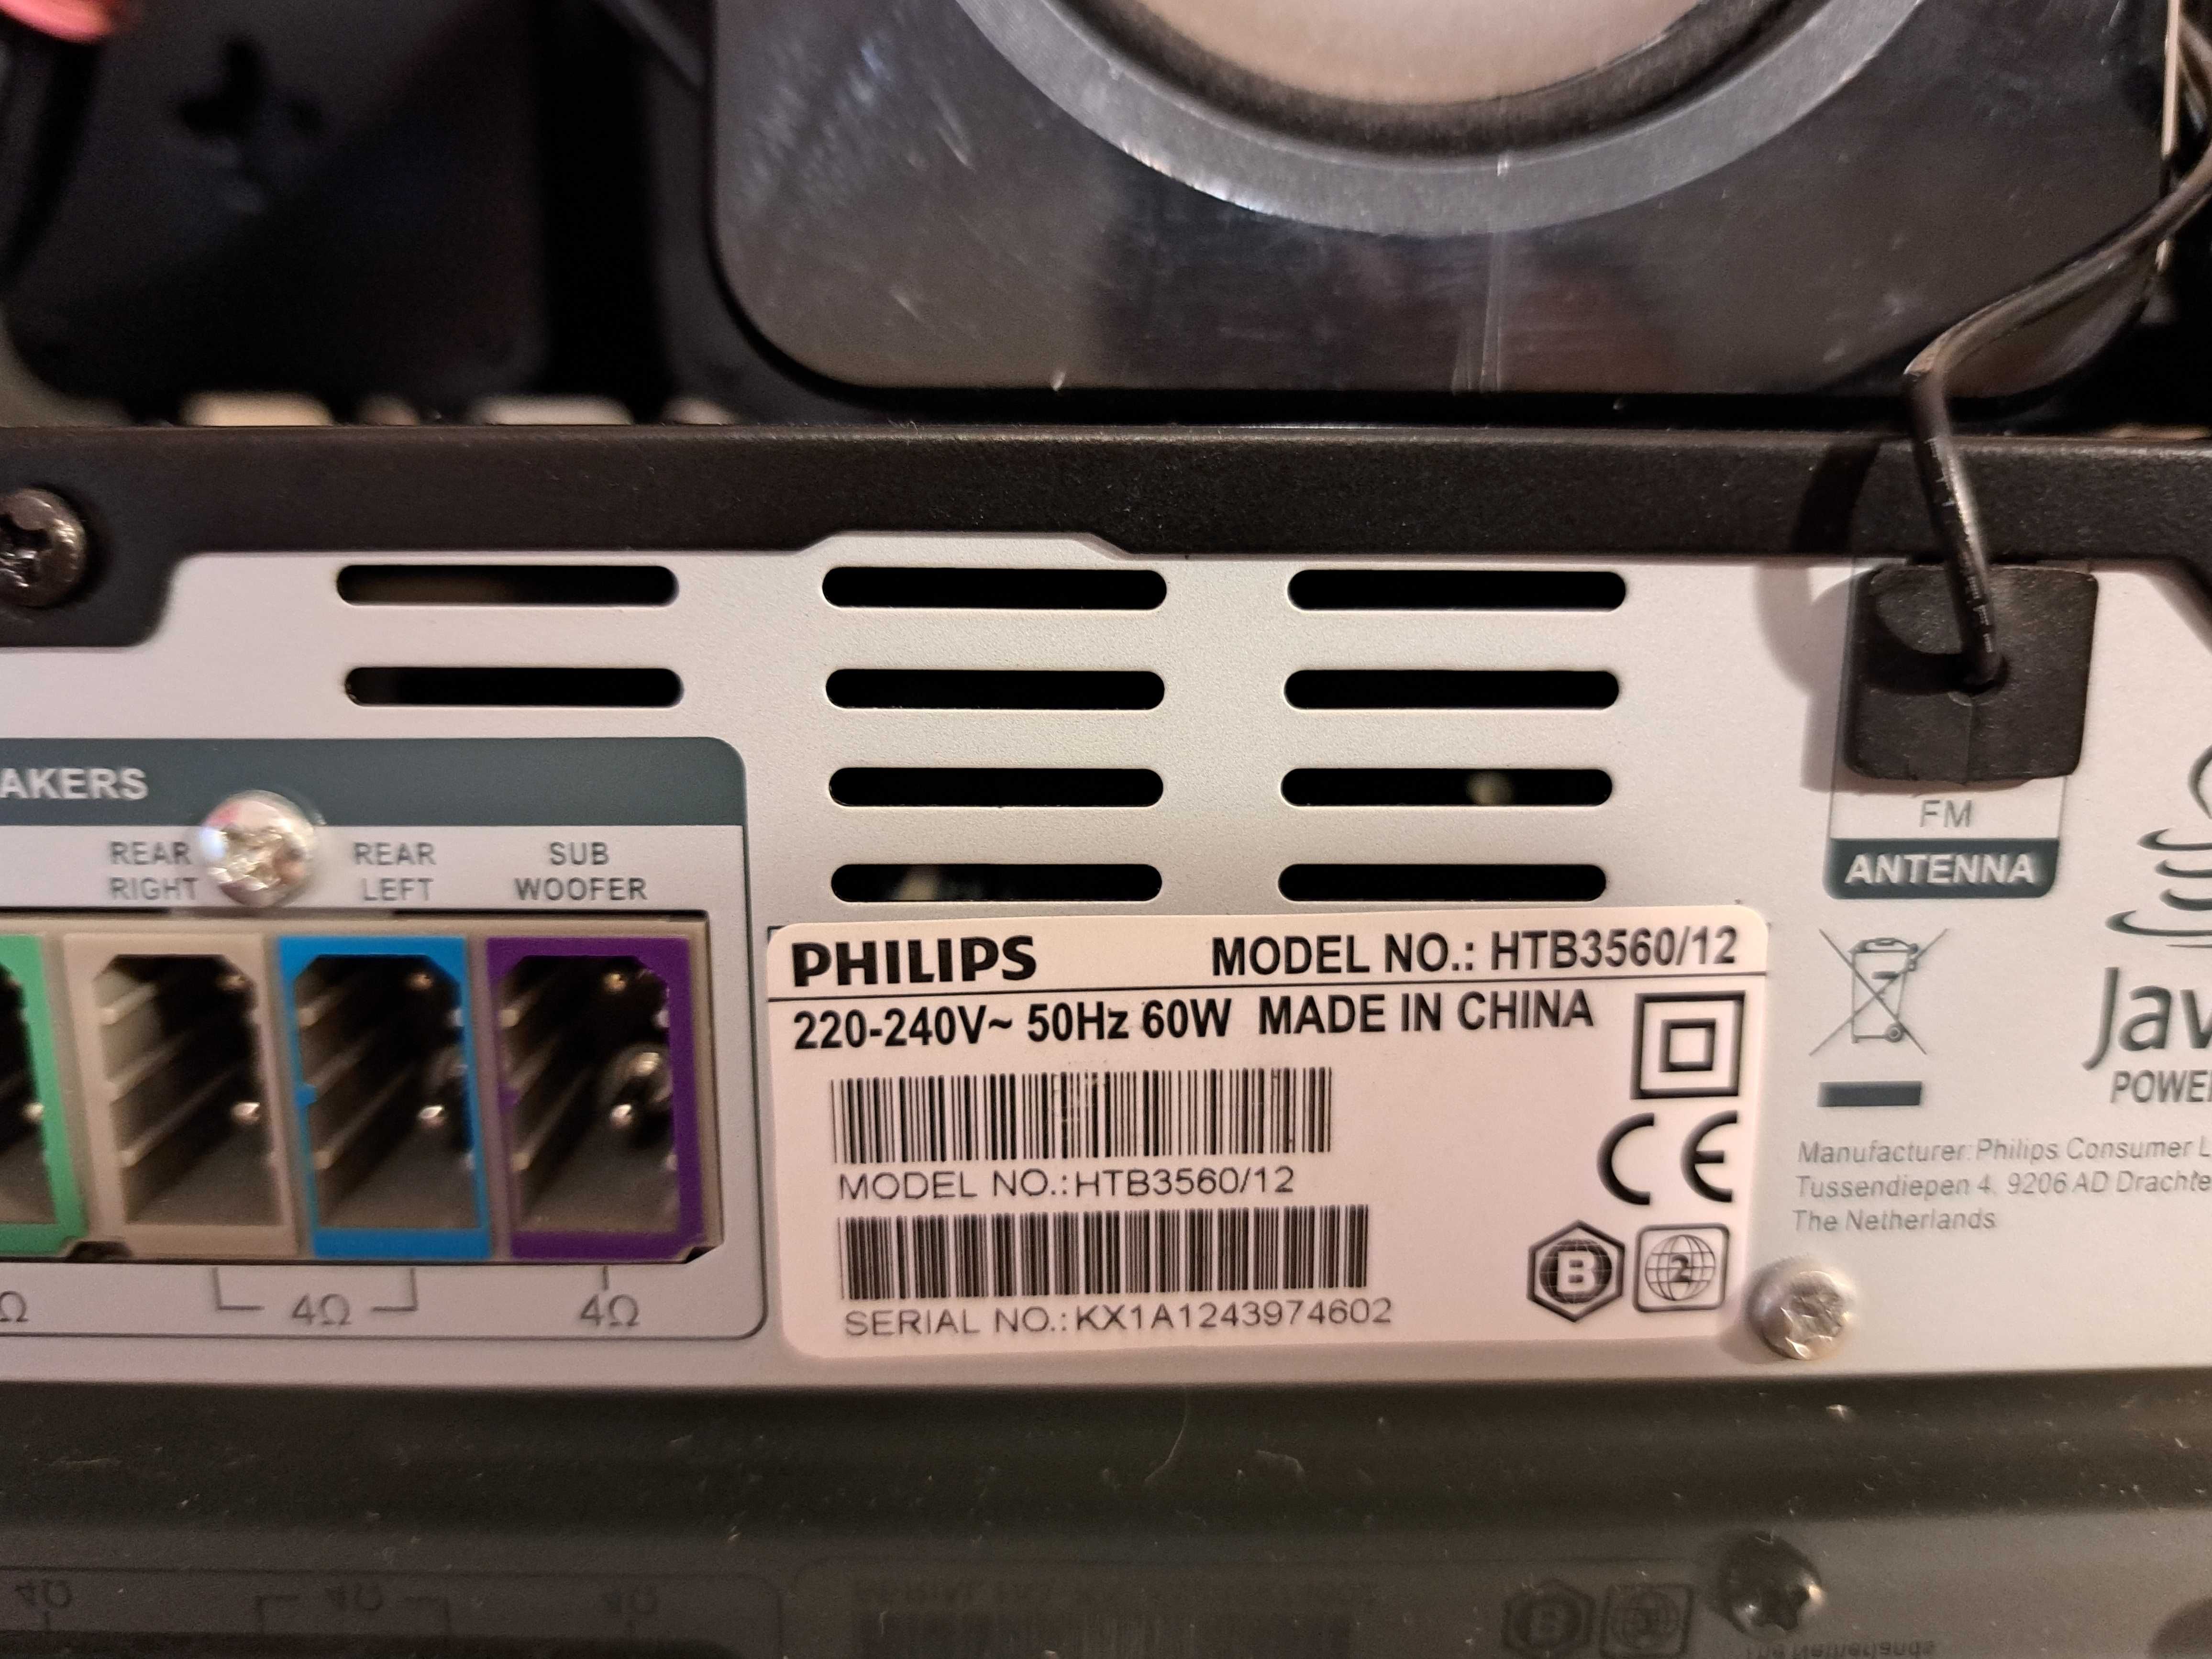 AKERS
REAR RIGHT
REAR LEFT
SUB WOOFER
4Ω
4Ω
Ω
FM
ANTENNA
PHILIPS MODEL NO.: HTB3560/12
220-240V~ 50Hz 60W MADE IN CHINA
MODEL NO.:HTB3560/12
SERIAL NO.:KX1A1243974602
CE
B
2
Jav
POWE
Manufacturer: Philips Consumer L
Tussendiepen 4, 9206 AD Drachte
The Netherlands